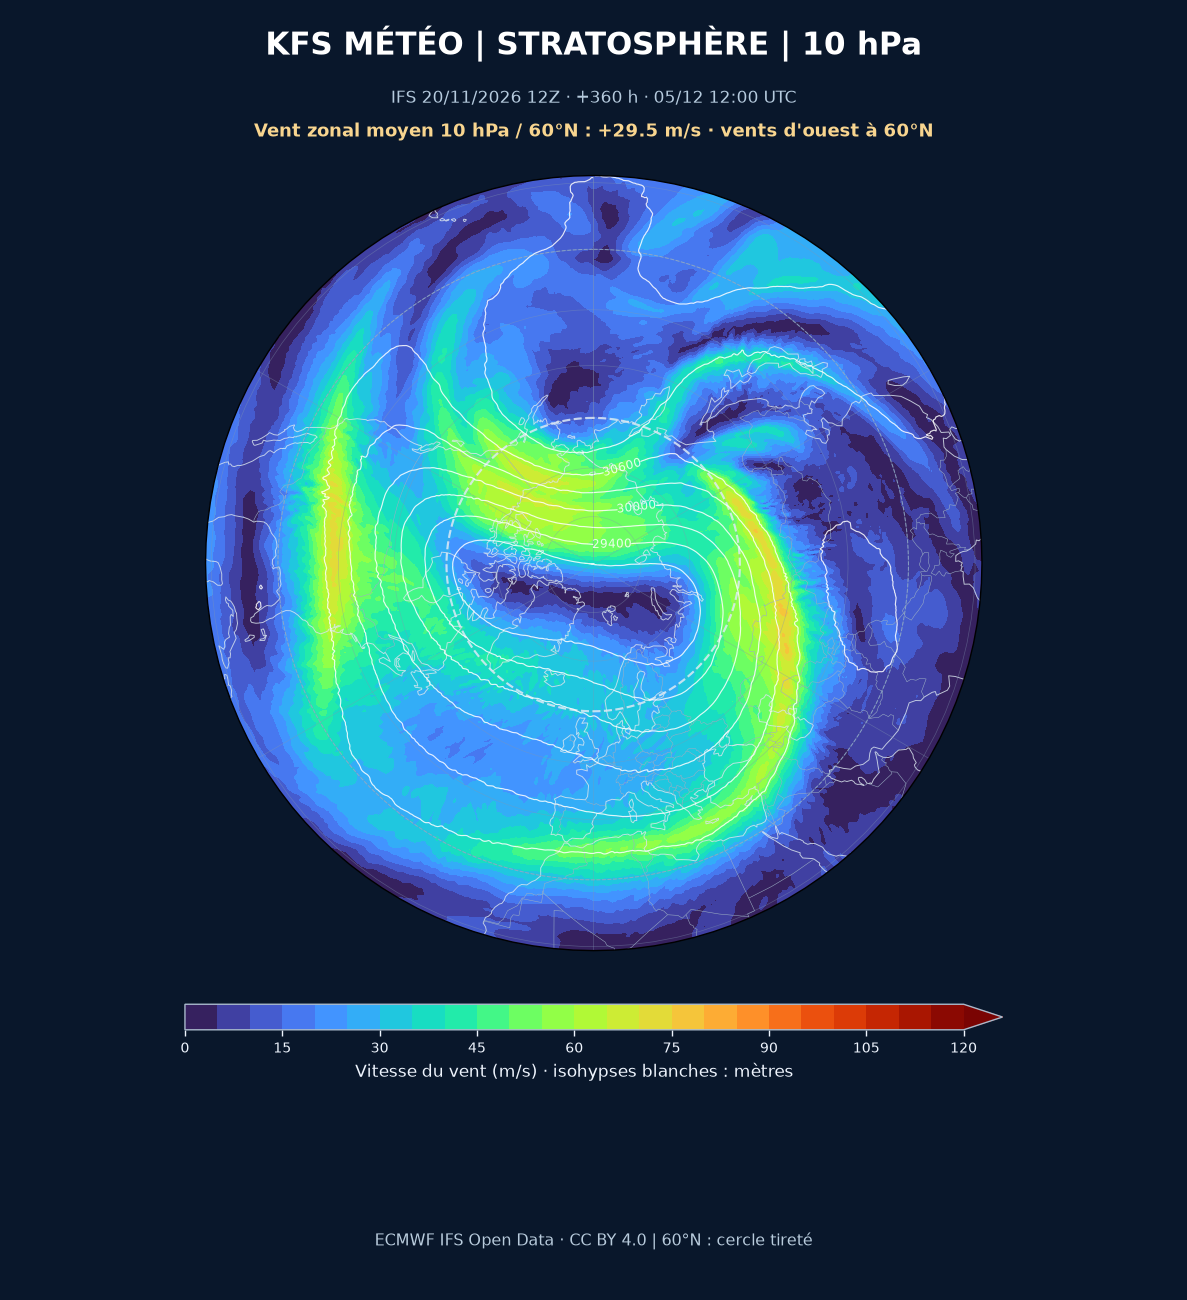 KFS MÉTÉO | STRATOSPHÈRE | 10 hPa
IFS 20/11/2026 12Z · +360 h · 05/12 12:00 UTC
Vent zonal moyen 10 hPa / 60°N : +29.5 m/s · vents d'ouest à 60°N
30600
30000
29400
0 15 30 45 60 75 90 105 120
Vitesse du vent (m/s) · isohypses blanches : mètres
ECMWF IFS Open Data · CC BY 4.0 | 60°N : cercle tireté